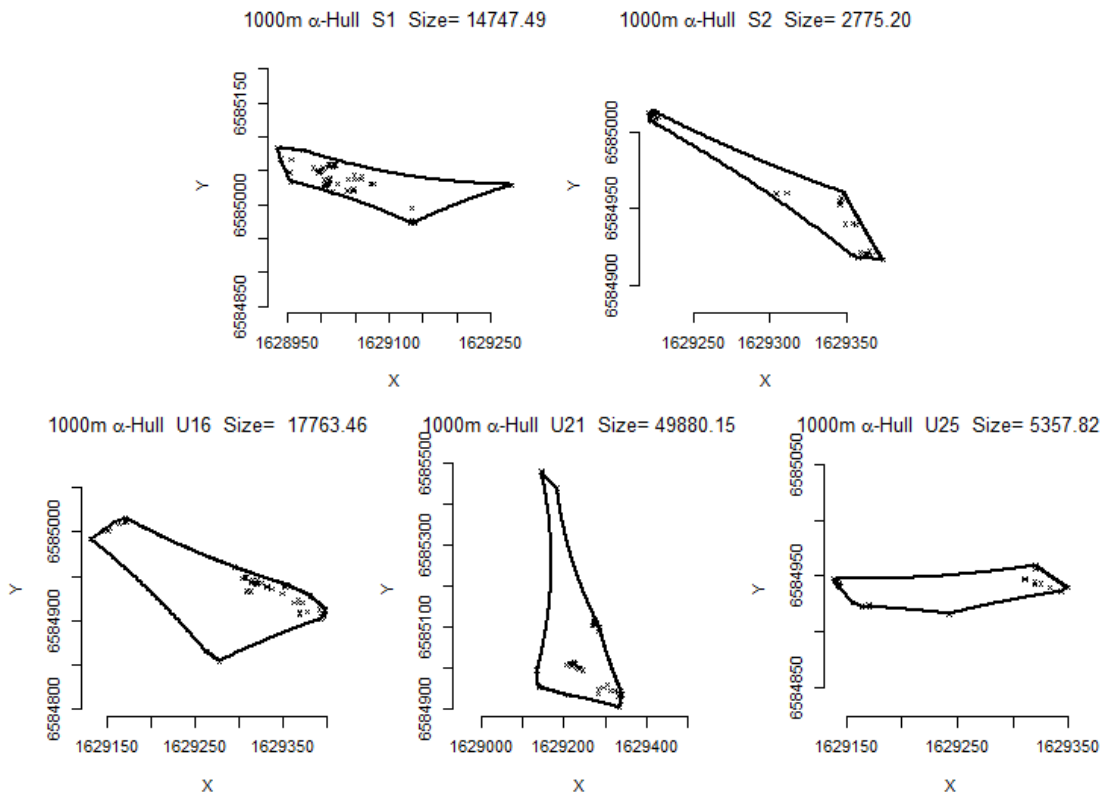 1000m α-Hull S1 Size= 14747.49
1000m α-Hull S2 Size= 2775.20
6585150
6585000
6584850
Y
1628950 1629100 1629250
X
6585000
6584950
6584900
Y
1629250 1629300 1629350
X
1000m α-Hull U16 Size= 17763.46
1000m α-Hull U21 Size= 49880.15
1000m α-Hull U25 Size= 5357.82
6585000
6584900
6584800
Y
1629150 1629250 1629350
X
6585500
6585300
6585100
6584900
Y
1629000 1629200 1629400
X
6585050
6584950
6584850
Y
1629150 1629250 1629350
X